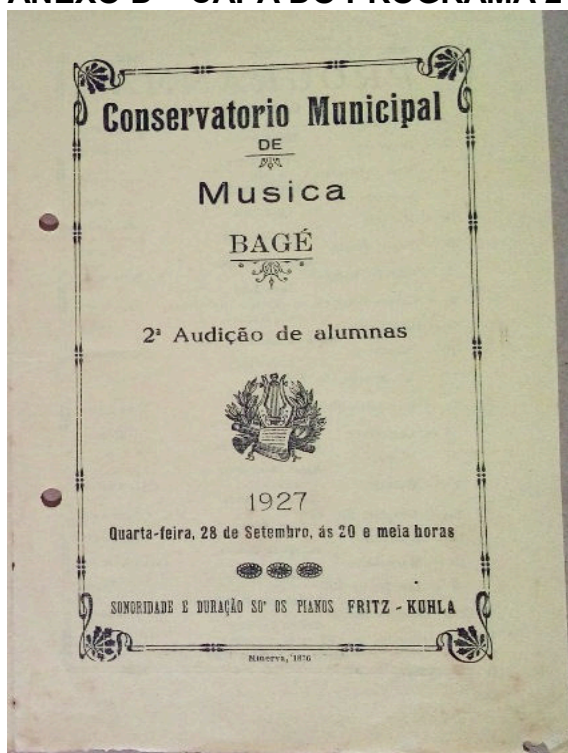 Conservatorio Municipal
DE
Musica
BAGÉ
2ª Audição de alumnas
1927
Quarta-feira, 28 de Setembro, ás 20 e meia horas
SONORIDADE E DURAÇÃO SO' OS PIANOS FRITZ - KUHLA
Minerva,